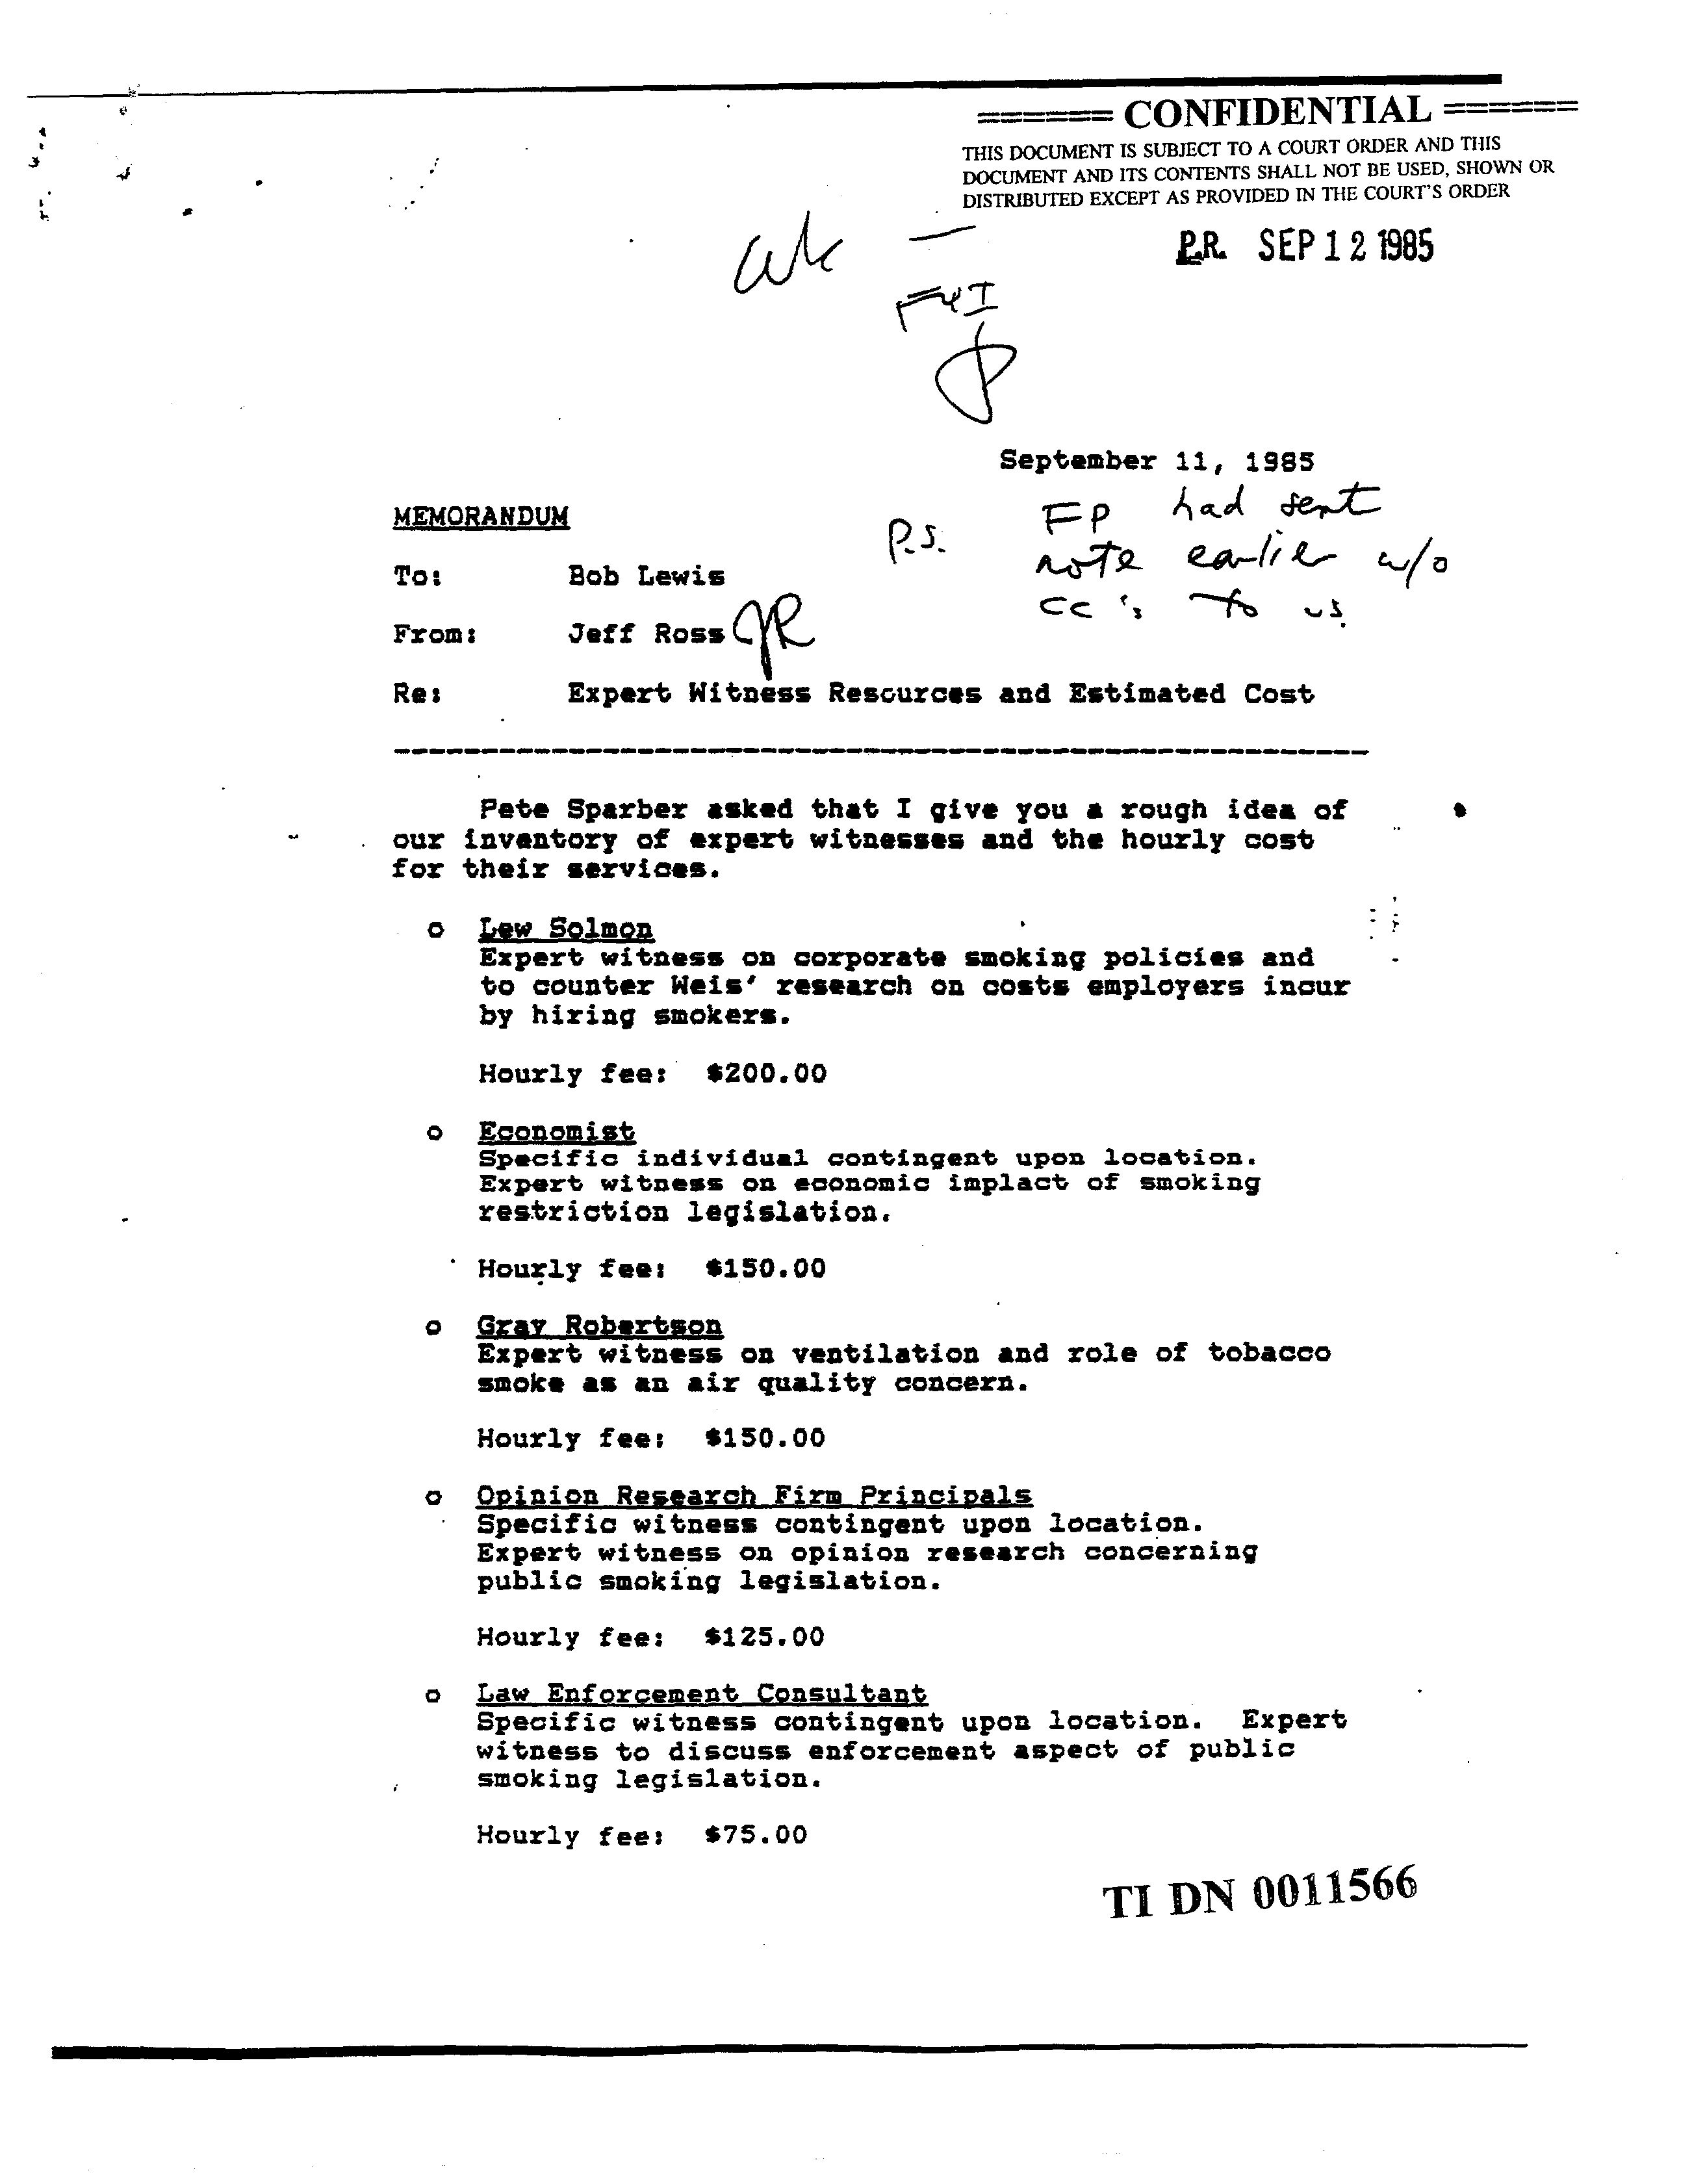 ====== CONFIDENTIAL ======
THIS DOCUMENT IS SUBJECT TO A COURT ORDER AND THIS
DOCUMENT AND ITS CONTENTS SHALL NOT BE USED, SHOWN OR
DISTRIBUTED EXCEPT AS PROVIDED IN THE COURT'S ORDER
P.R. SEP 12 1985
FYI
September 11, 1985
MEMORANDUM
P.S. FP had sent
note earlier w/o
cc's to us.
To: Bob Lewis
From: Jeff Ross JR
Re: Expert Witness Resources and Estimated Cost
Pete Sparber asked that I give you a rough idea of
our inventory of expert witnesses and the hourly cost
for their services.
o Lew Solmon
Expert witness on corporate smoking policies and
to counter Weis' research on costs employers incur
by hiring smokers.
Hourly fee: $200.00
o Economist
Specific individual contingent upon location.
Expert witness on economic implact of smoking
restriction legislation.
Hourly fee: $150.00
o Gray Robertson
Expert witness on ventilation and role of tobacco
smoke as an air quality concern.
Hourly fee: $150.00
o Opinion Research Firm Principals
Specific witness contingent upon location.
Expert witness on opinion research concerning
public smoking legislation.
Hourly fee: $125.00
o Law Enforcement Consultant
Specific witness contingent upon location. Expert
witness to discuss enforcement aspect of public
smoking legislation.
Hourly fee: $75.00
TI DN 0011566